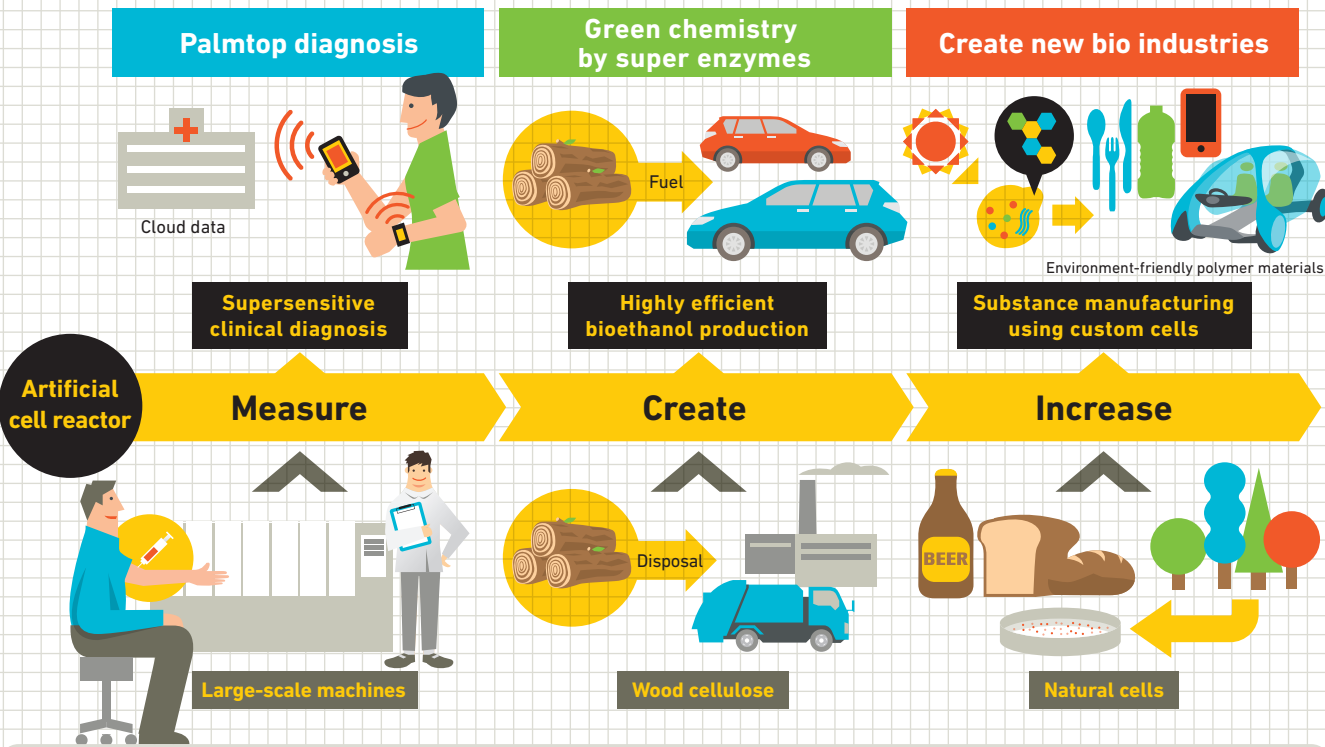 Palmtop diagnosis
Green chemistry
by super enzymes
Create new bio industries
Cloud data
Fuel
Environment-friendly polymer materials
Supersensitive
clinical diagnosis
Highly efficient
bioethanol production
Substance manufacturing
using custom cells
Artificial
cell reactor
Measure
Create
Increase
Disposal
BEER
Large-scale machines
Wood cellulose
Natural cells